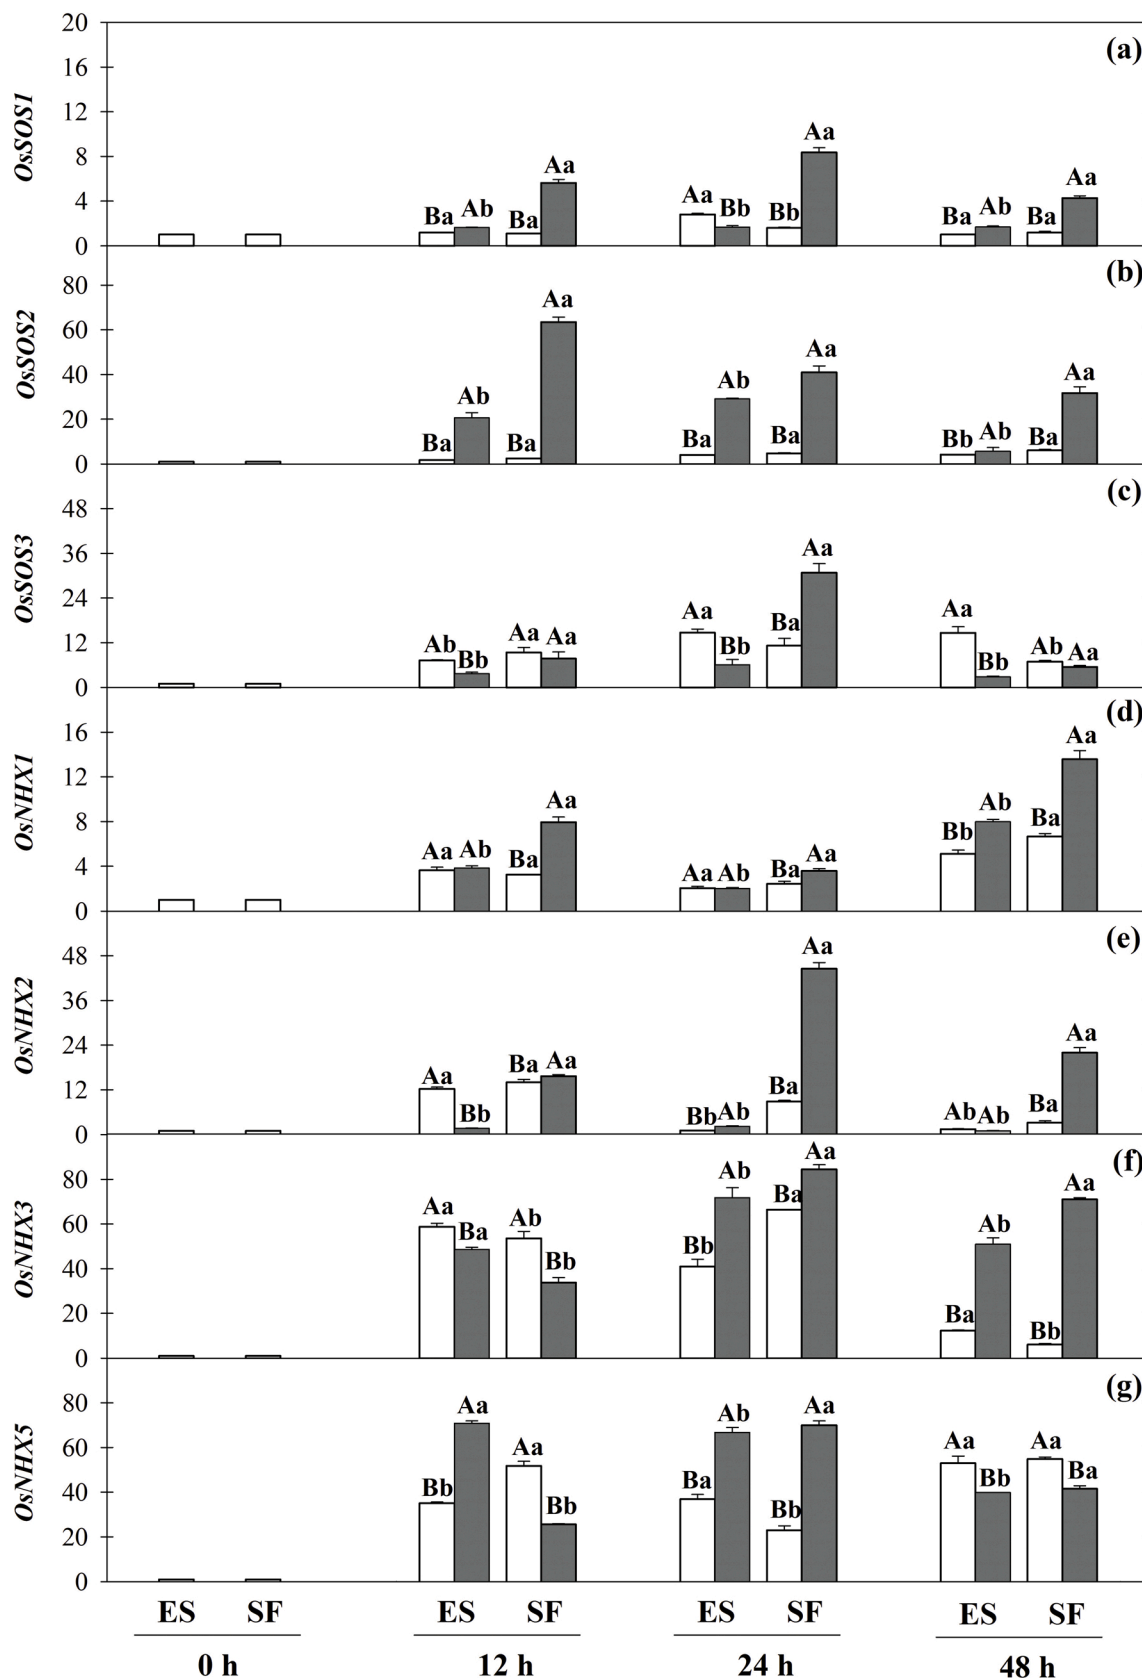 20
(a)
16
12
8
4
0
OsSOS1
Ba Ab Ba Aa
Aa Bb Bb Aa
Ba Ab Ba Aa
(b)
80
60
40
20
0
OsSOS2
Ba Ab Ba Aa
Ba Ab Ba Aa
Bb Ab Ba Aa
(c)
48
36
24
12
0
OsSOS3
Ab Bb Aa Aa
Aa Bb Ba Aa
Aa Bb Ab Aa
(d)
16
12
8
4
0
OsNHX1
Aa Ab Ba Aa
Aa Ab Ba Aa
Bb Ab Ba Aa
(e)
48
36
24
12
0
OsNHX2
Aa Bb Ba Aa
Bb Ab Ba Aa
Ab Ab Ba Aa
(f)
80
60
40
20
0
OsNHX3
Aa Ba Ab Bb
Bb Ab Ba Aa
Ba Ab Bb Aa
(g)
80
60
40
20
0
OsNHX5
Bb Aa Aa Bb
Ba Ab Bb Aa
Aa Bb Aa Ba
ES SF ES SF ES SF ES SF
0 h 12 h 24 h 48 h